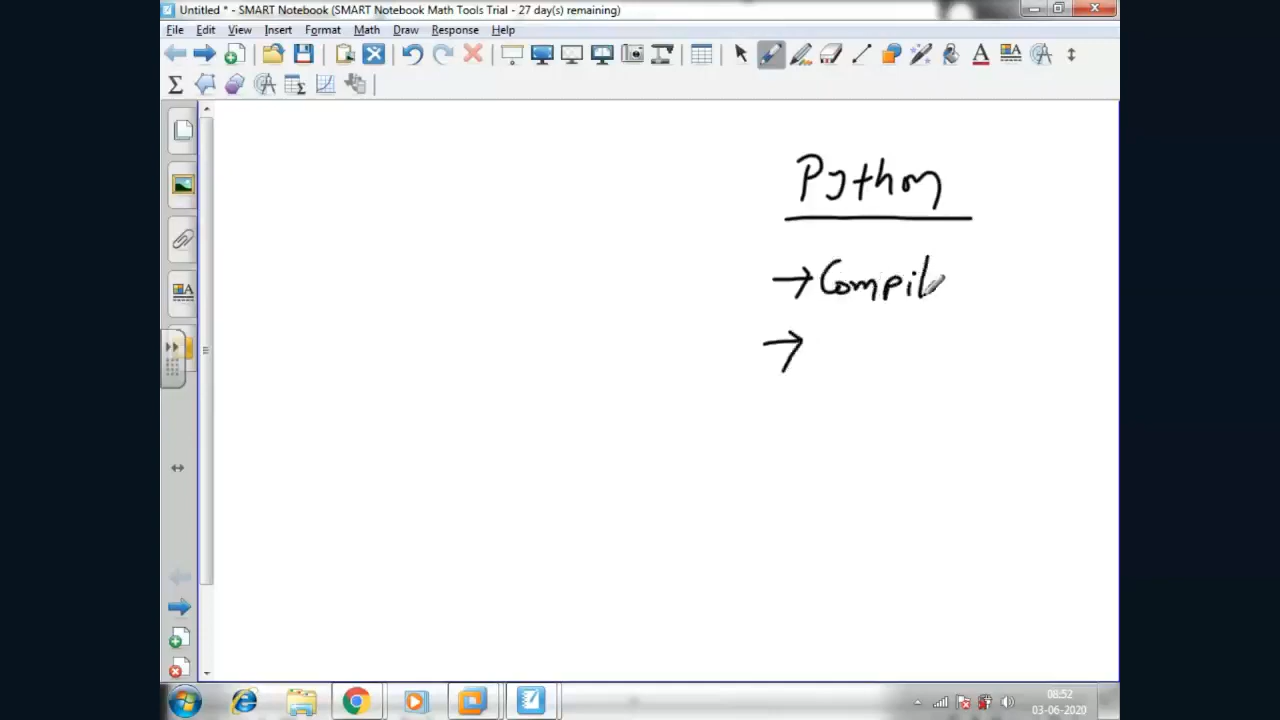 Untitled * - SMART Notebook (SMART Notebook Math Tools Trial - 27 day(s) remaining)
File Edit View Insert Format Math Draw Response Help
Python
→ Compil
→
08:52
03-06-2020